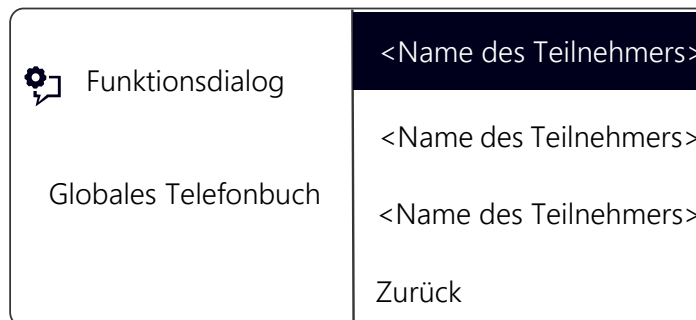 Funktionsdialog
Globales Telefonbuch
<Name des Teilnehmers>
<Name des Teilnehmers>
<Name des Teilnehmers>
Zurück